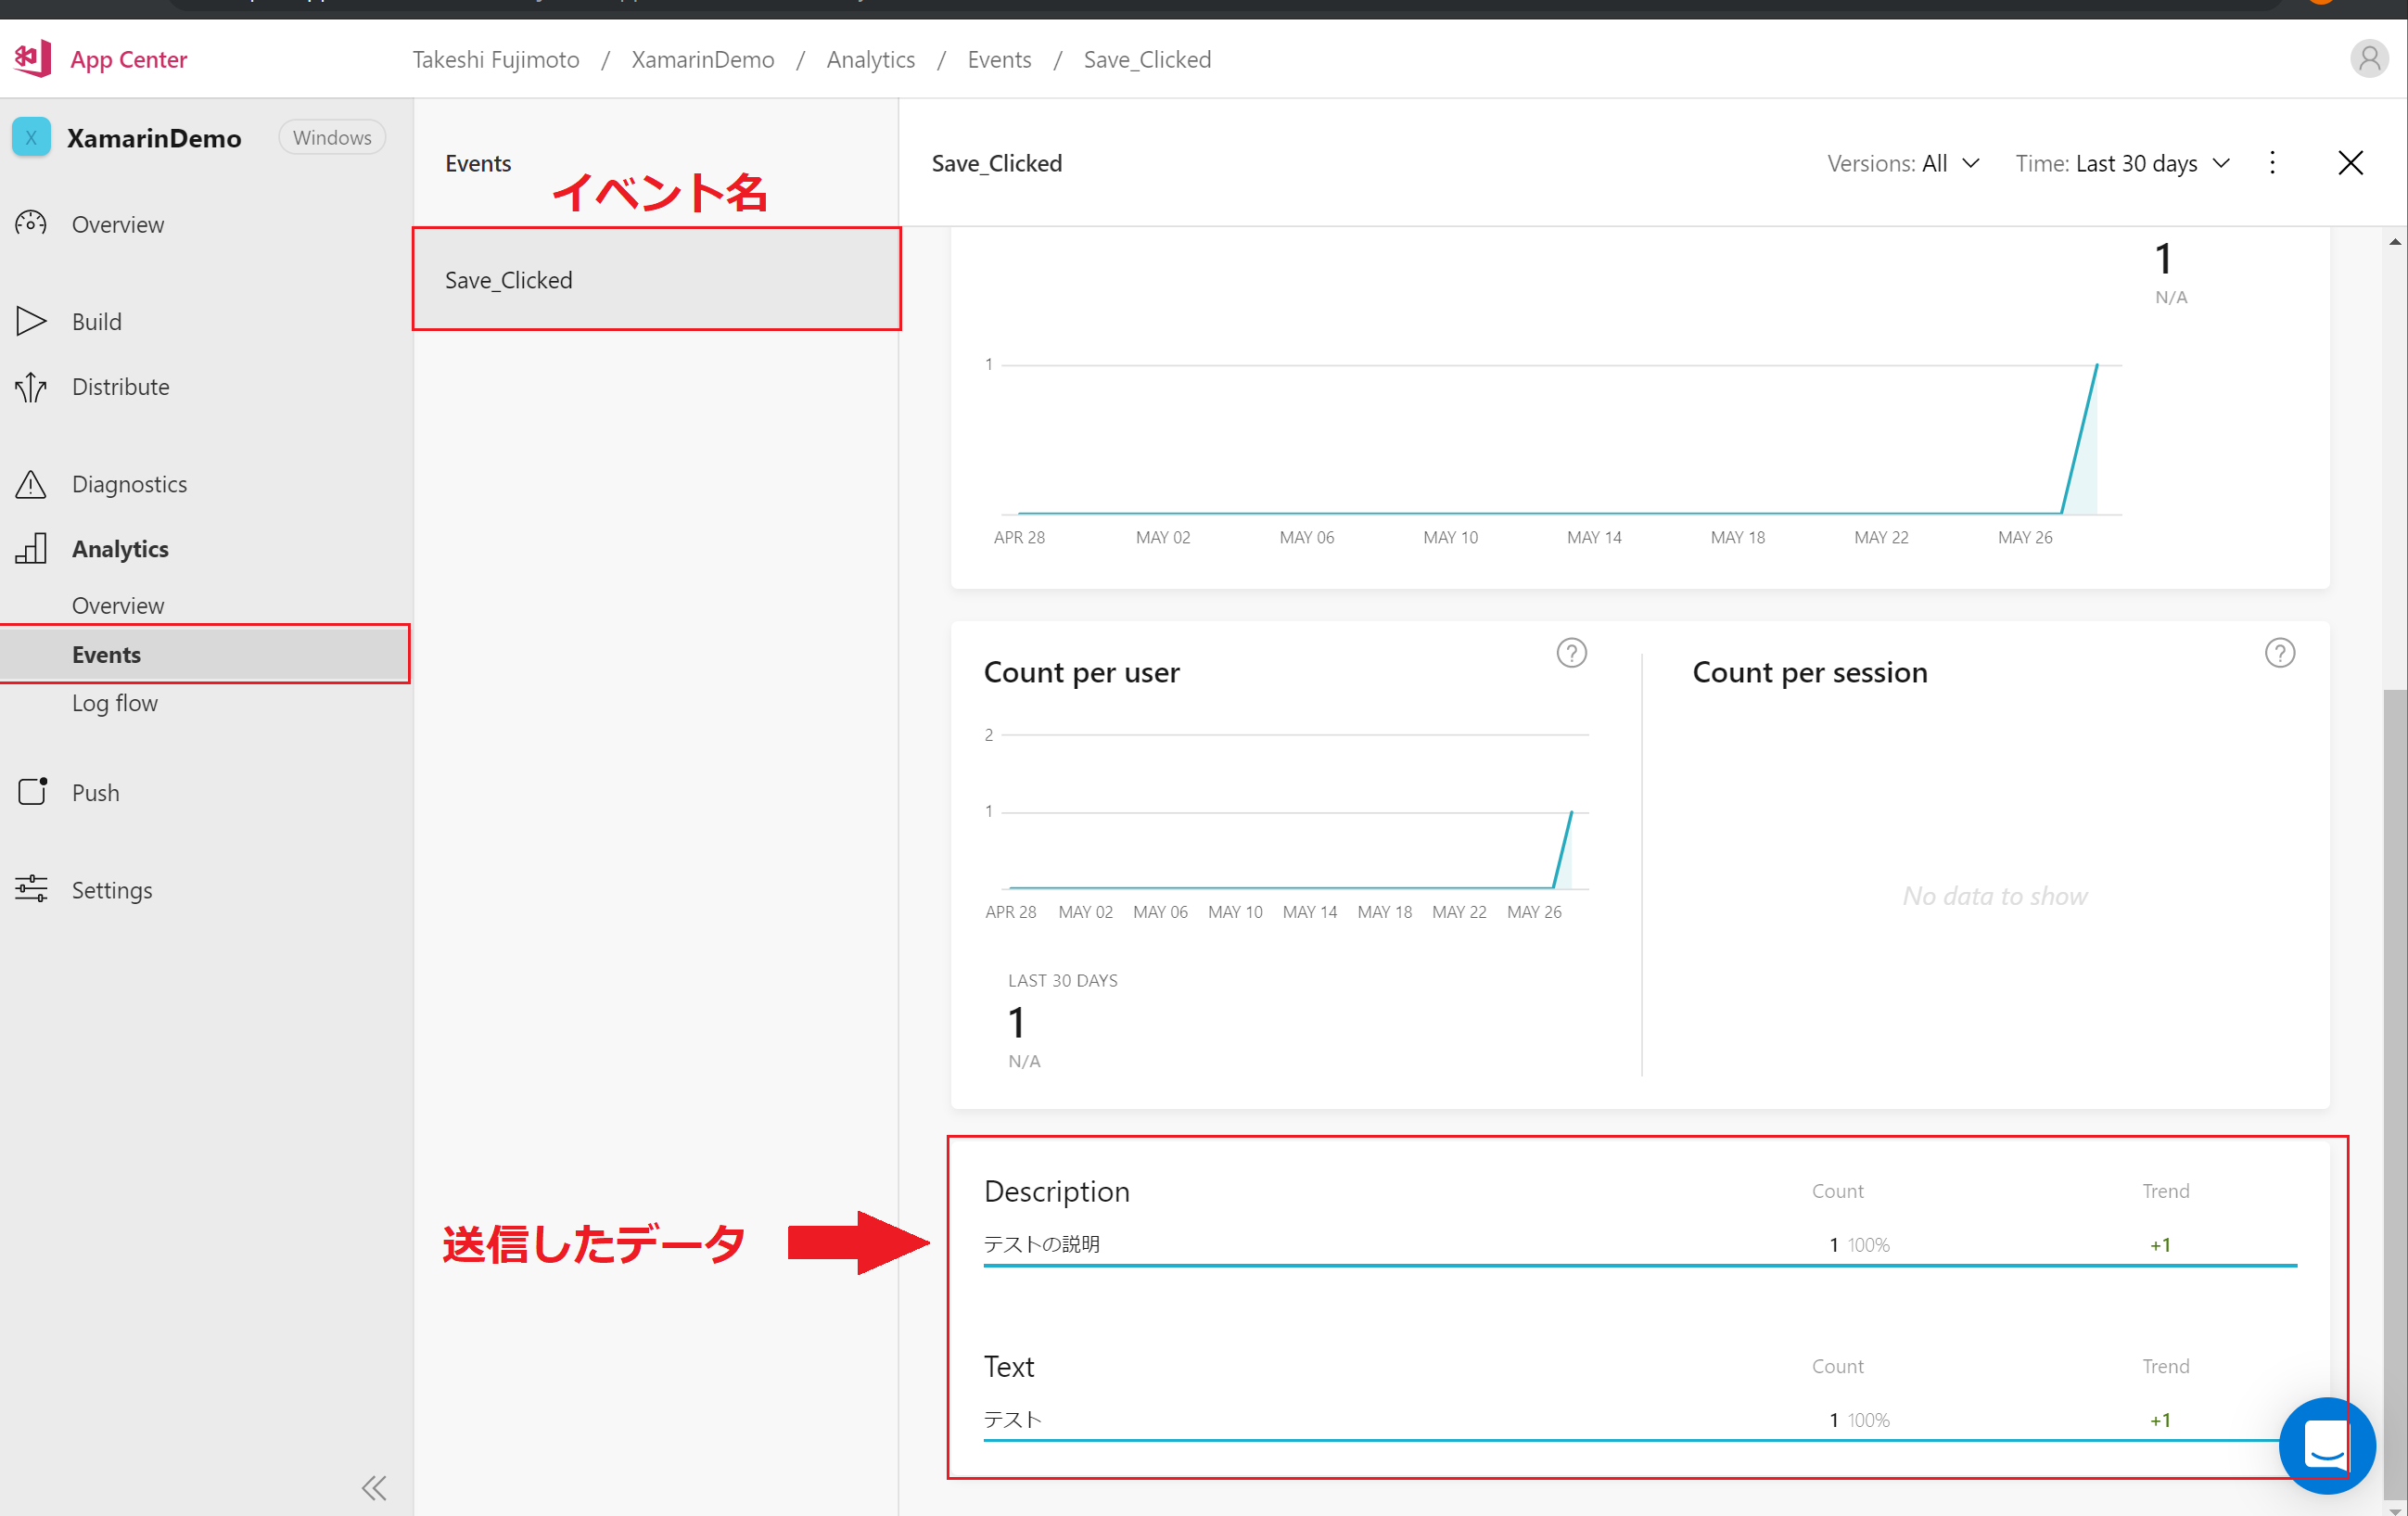 App Center
Takeshi Fujimoto / XamarinDemo / Analytics / Events / Save_Clicked
X XamarinDemo Windows
Overview
Build
Distribute
Diagnostics
Analytics
Overview
Events
Log flow
Push
Settings
Events
イベント名
Save_Clicked
送信したデータ
Save_Clicked Versions: All Time: Last 30 days
1
N/A
1
APR 28 MAY 02 MAY 06 MAY 10 MAY 14 MAY 18 MAY 22 MAY 26
Count per user ?
2
1
APR 28 MAY 02 MAY 06 MAY 10 MAY 14 MAY 18 MAY 22 MAY 26
LAST 30 DAYS
1
N/A
Count per session ?
No data to show
Description Count Trend
テストの説明 1 100% +1
Text Count Trend
テスト 1 100% +1